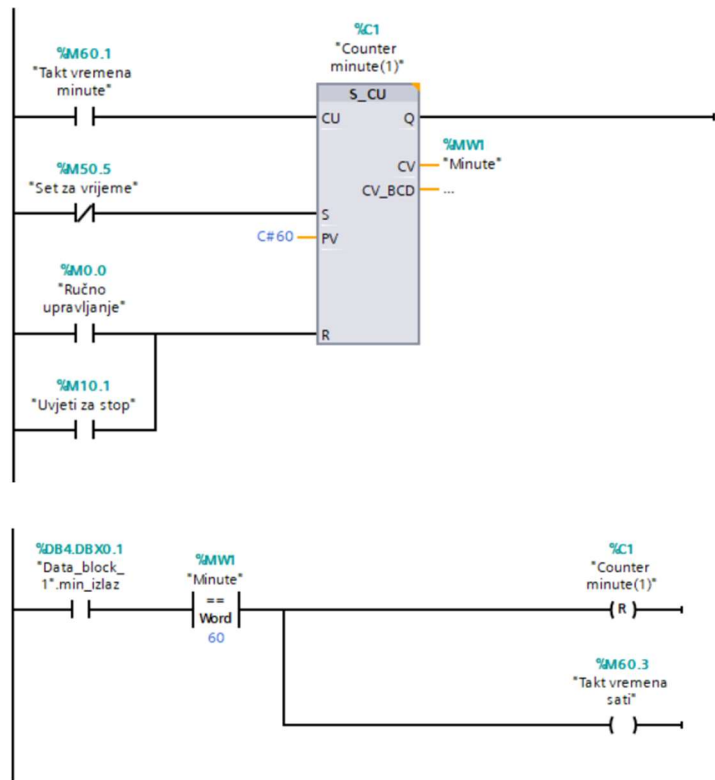 %C1
"Counter
minute(1)"
%M60.1
"Takt vremena
minute"
S_CU
CU
Q
%MW1
CV
"Minute"
%M50.5
CV_BCD
...
"Set za vrijeme"
S
C#60
PV
%M0.0
"Ručno
upravljanje"
R
%M10.1
"Uvjeti za stop"
%DB4.DBX0.1
"Data_block_
1".min_izlaz
%MW1
"Minute"
==
Word
60
%C1
"Counter
minute(1)"
R
%M60.3
"Takt vremena
sati"